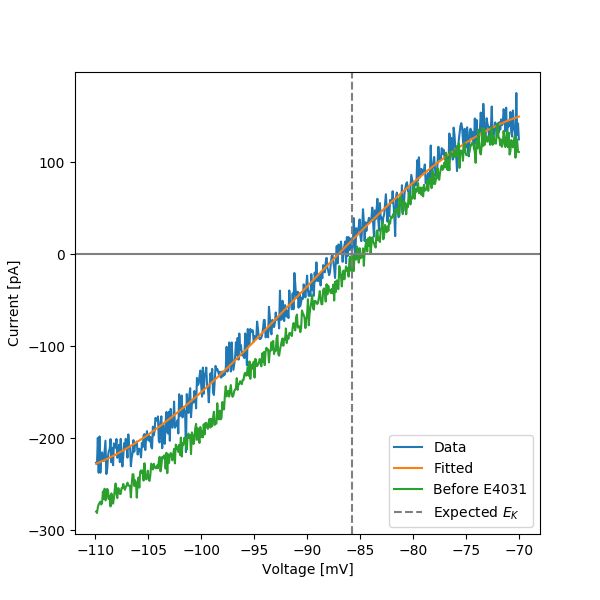 100
0
−100
−200
−300
Current [pA]
−110
−105
−100
−95
−90
−85
−80
−75
−70
Voltage [mV]
Data
Fitted
Before E4031
Expected E_K